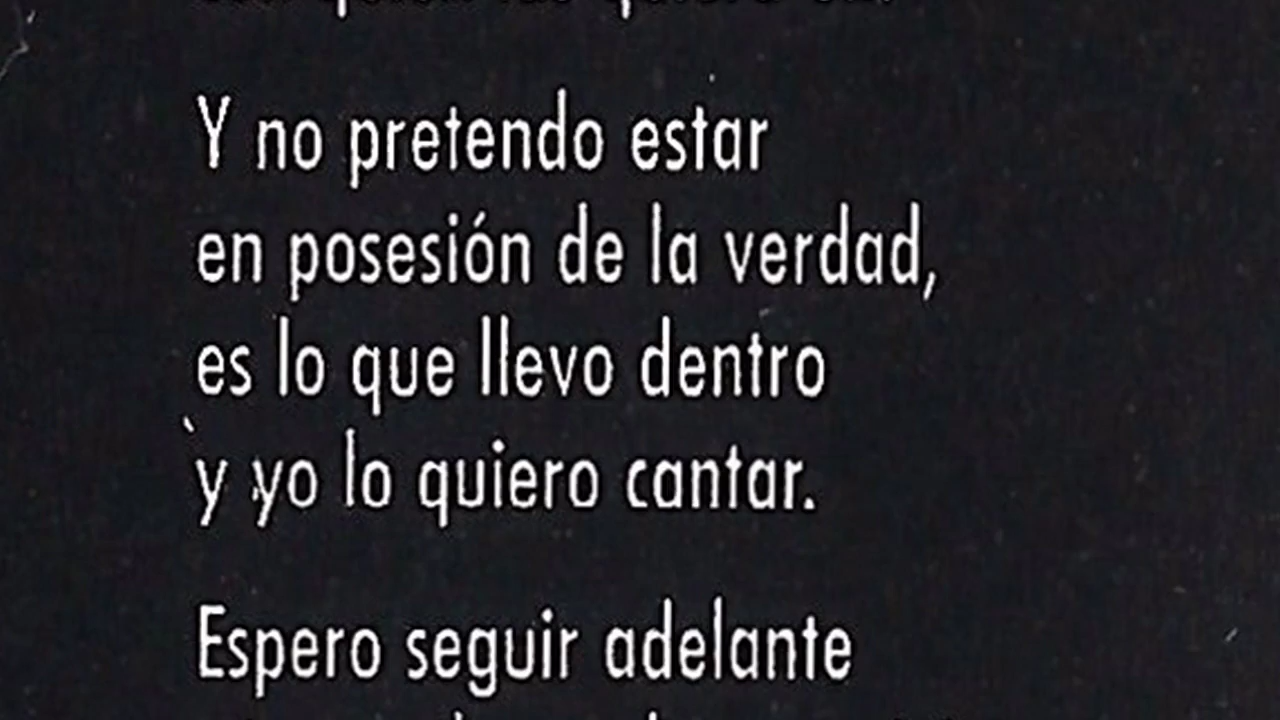 Y no pretendo estar
en posesión de la verdad,
es lo que llevo dentro
y yo lo quiero cantar.
Espero seguir adelante